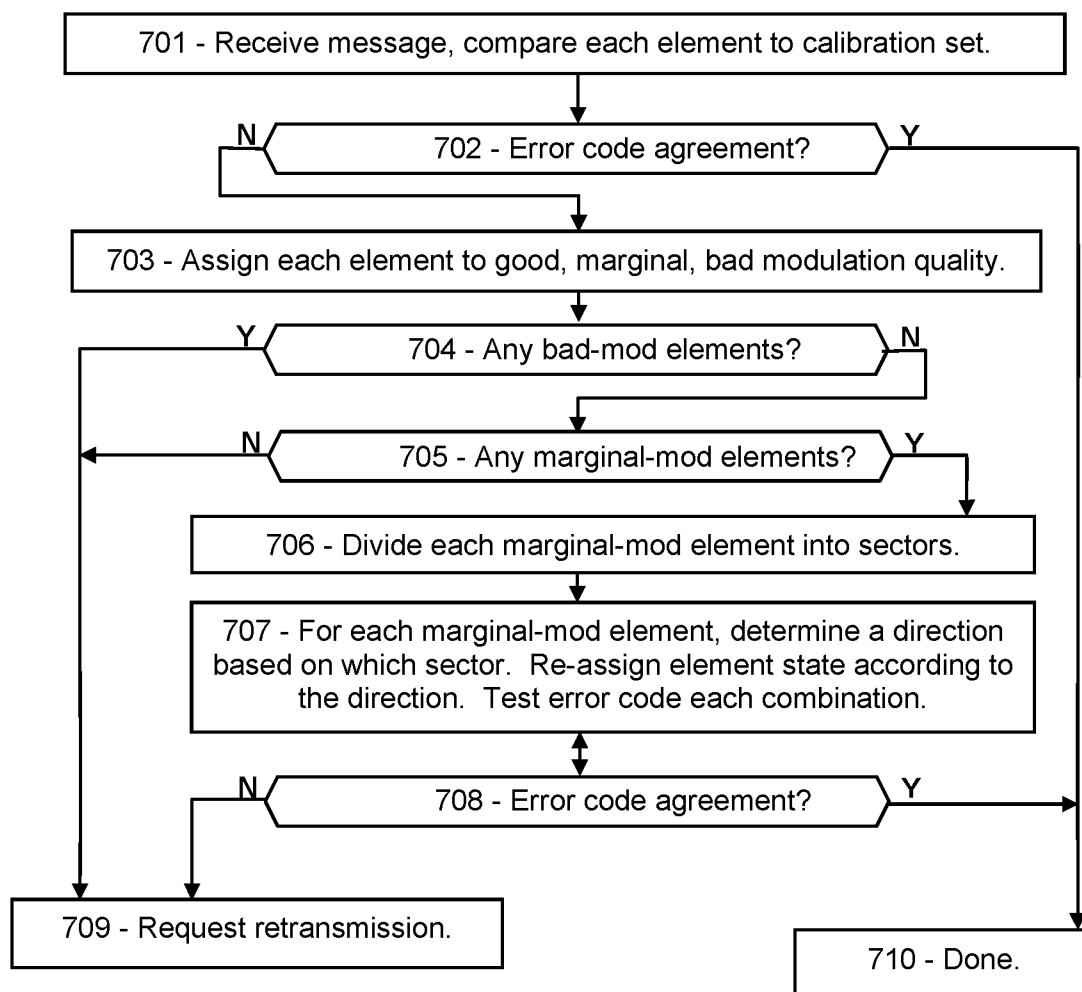 701 - Receive message, compare each element to calibration set.
N
702 - Error code agreement?
Y
703 - Assign each element to good, marginal, bad modulation quality.
Y
704 - Any bad-mod elements?
N
N
705 - Any marginal-mod elements?
Y
706 - Divide each marginal-mod element into sectors.
707 - For each marginal-mod element, determine a direction
based on which sector.  Re-assign element state according to
the direction.  Test error code each combination.
N
708 - Error code agreement?
Y
709 - Request retransmission.
710 - Done.